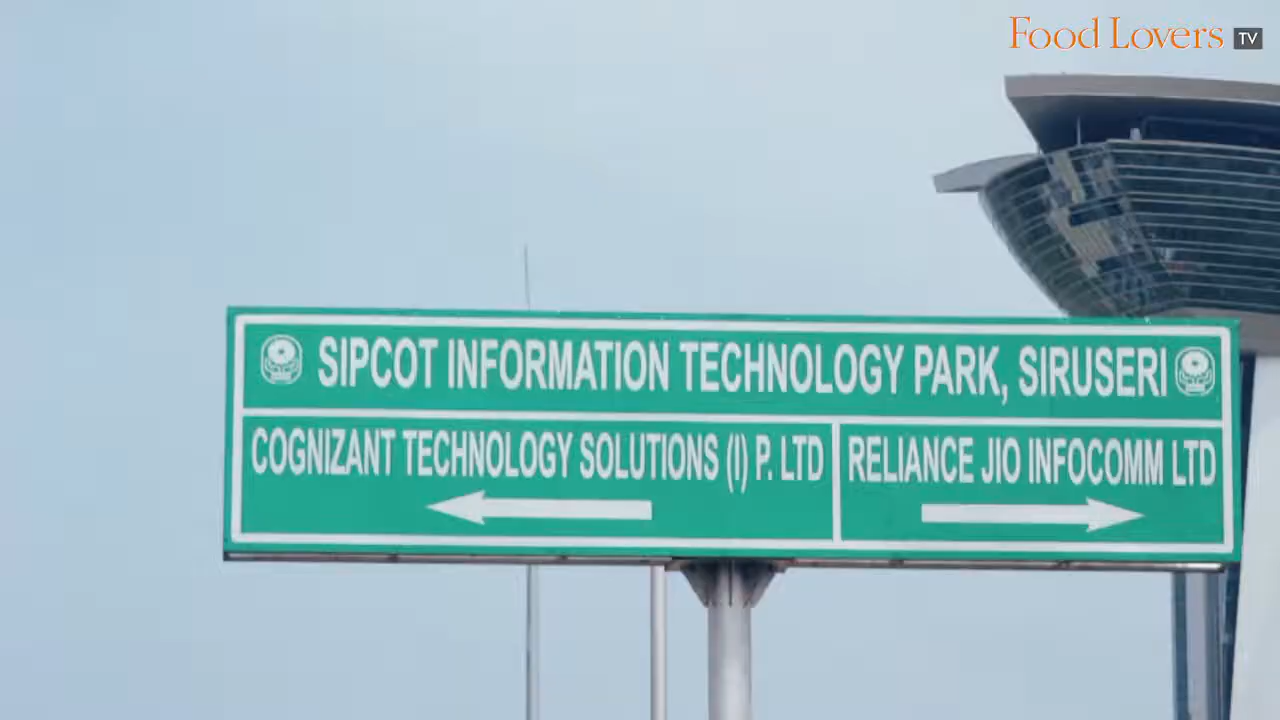 Food Lovers TV
SIPCOT INFORMATION TECHNOLOGY PARK, SIRUSERI
COGNIZANT TECHNOLOGY SOLUTIONS (I) P. LTD
RELIANCE JIO INFOCOMM LTD